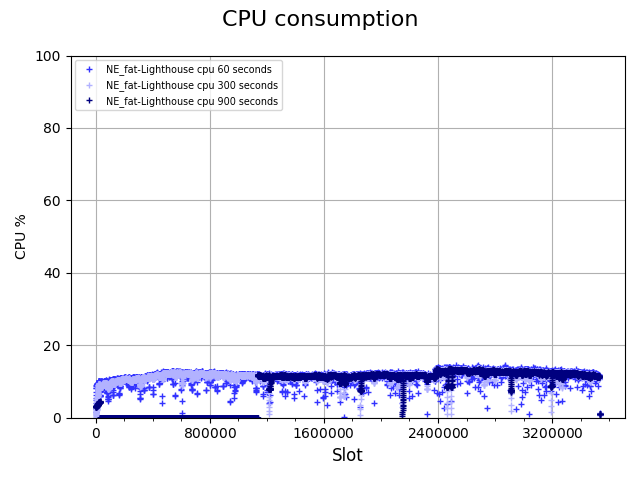 CPU consumption
100
80
60
40
20
0
CPU %
NE_fat-Lighthouse cpu 60 seconds
NE_fat-Lighthouse cpu 300 seconds
NE_fat-Lighthouse cpu 900 seconds
0 800000 1600000 2400000 3200000
Slot